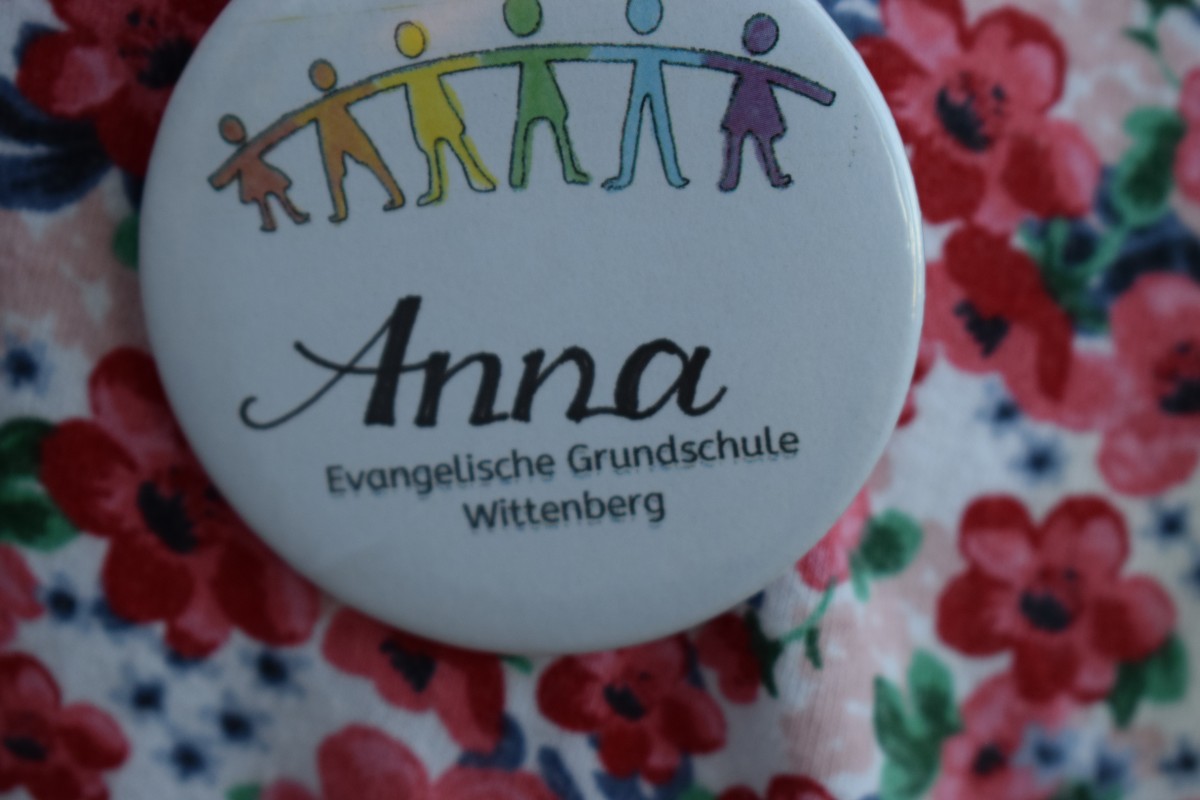 Anna
Evangelische Grundschule
Wittenberg